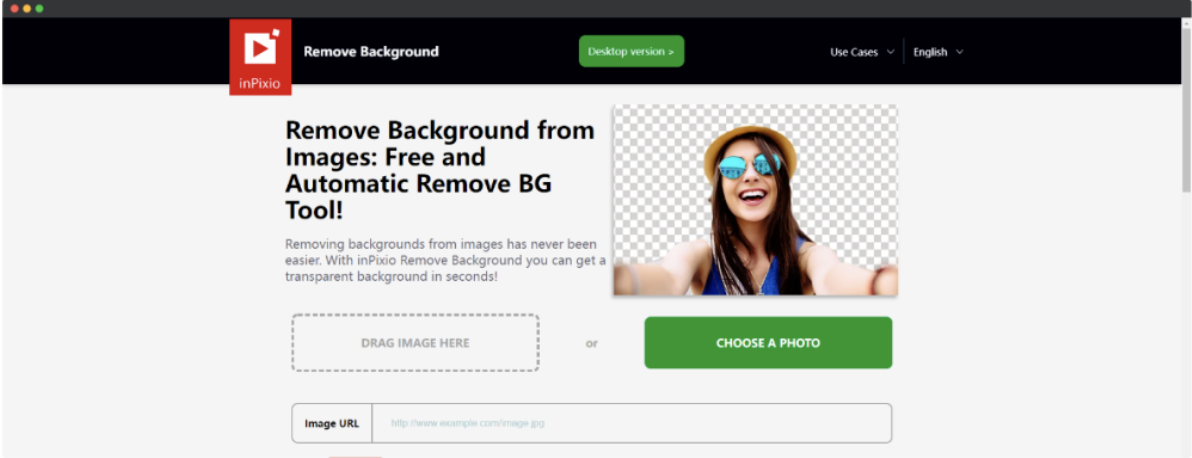 inPixio
Remove Background
Desktop version >
Use Cases
English
Remove Background from
Images: Free and
Automatic Remove BG
Tool!
Removing backgrounds from images has never been
easier. With inPixio Remove Background you can get a
transparent background in seconds!
DRAG IMAGE HERE
or
CHOOSE A PHOTO
Image URL
http://www.example.com/image.jpg